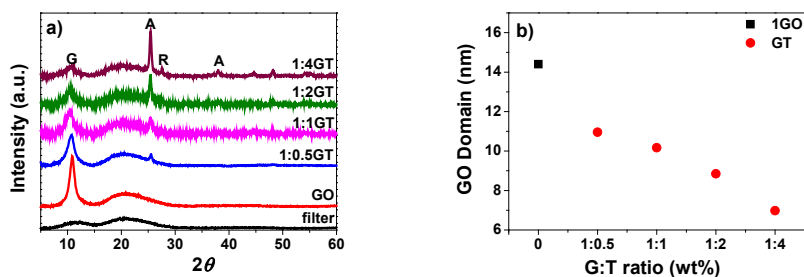 a)
A
G
R
A
1:4GT
1:2GT
1:1GT
1:0.5GT
GO
filter
Intensity (a.u.)
10 20 30 40 50 60
2θ
b)
1GO
GT
16
14
12
10
8
6
GO Domain (nm)
0 1:0.5 1:1 1:2 1:4
G:T ratio (wt%)